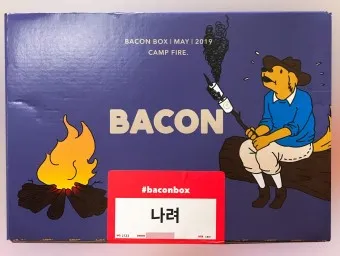 BACON BOX | MAY | 2019
CAMP FIRE.
BACON
#baconbox
나려